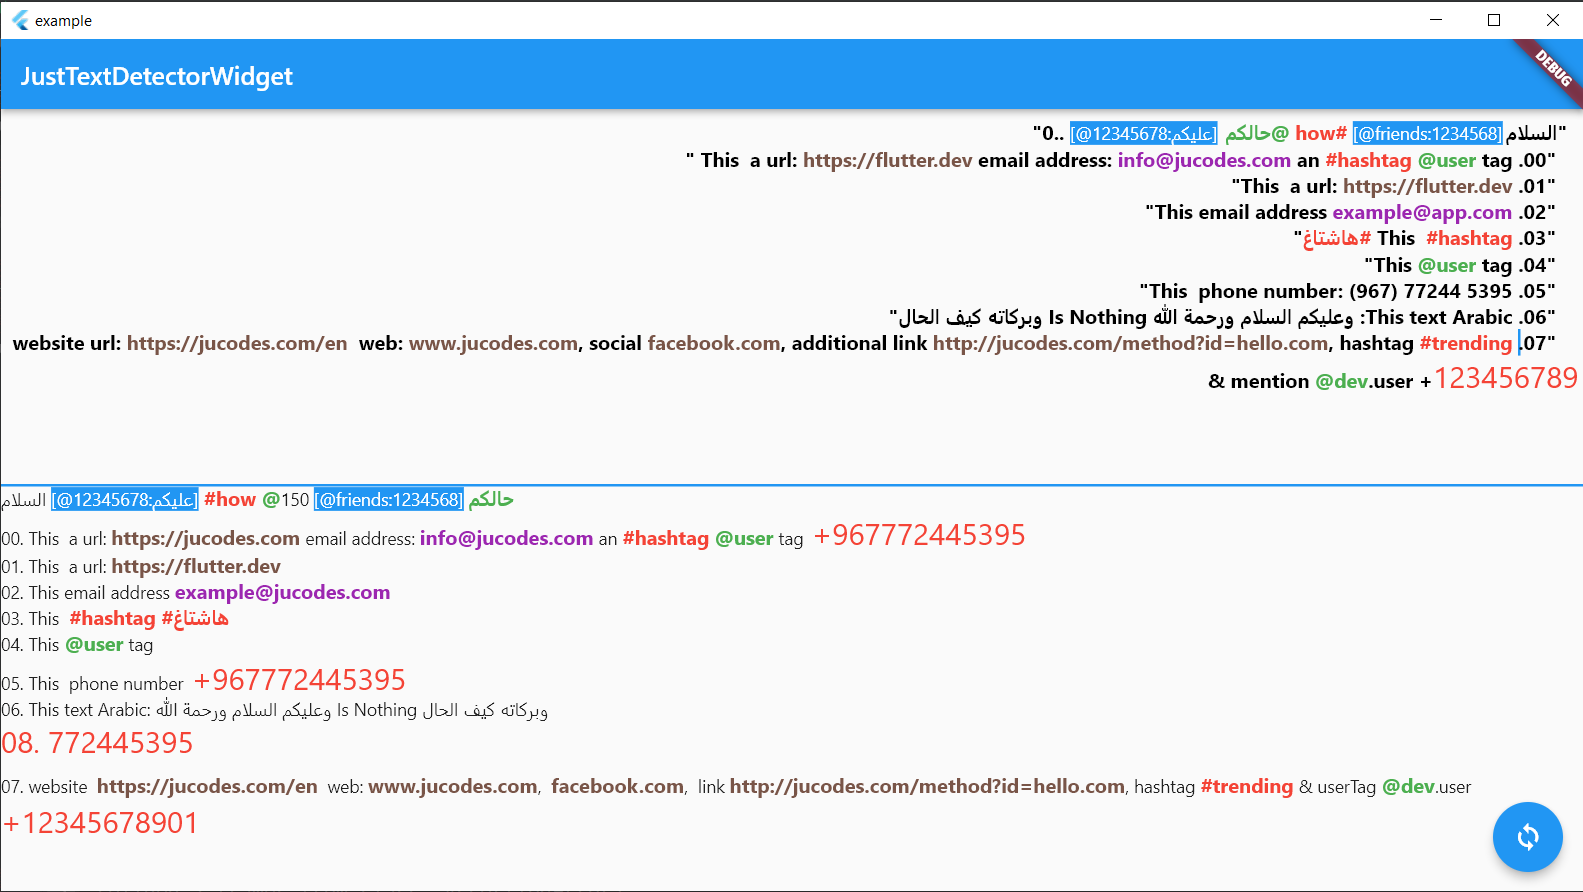 example
JustTextDetectorWidget
DEBUG
"السلام [@friends:1234568] #how @حالكم [@12345678:عليكم] ..0"
"00. This  a url: https://flutter.dev email address: info@jucodes.com an #hashtag @user tag "
"01. This  a url: https://flutter.dev"
"02. This email address example@app.com"
"03. This  #hashtag #هاشتاغ"
"04. This @user tag"
"05. This  phone number: (967) 77244 5395"
"06. This text Arabic: وعليكم السلام ورحمة الله Is Nothing وبركاته كيف الحال"
"07. website url: https://jucodes.com/en  web: www.jucodes.com, social facebook.com, additional link http://jucodes.com/method?id=hello.com, hashtag #trending
& mention @dev.user +123456789
السلام [@12345678:عليكم] #how @150 [@friends:1234568] حالكم
00. This  a url: https://jucodes.com email address: info@jucodes.com an #hashtag @user tag  +967772445395
01. This  a url: https://flutter.dev
02. This email address example@jucodes.com
03. This  #hashtag #هاشتاغ
04. This @user tag
05. This  phone number  +967772445395
06. This text Arabic: وعليكم السلام ورحمة الله Is Nothing وبركاته كيف الحال
08. 772445395
07. website  https://jucodes.com/en  web: www.jucodes.com,  facebook.com,  link http://jucodes.com/method?id=hello.com, hashtag #trending & userTag @dev.user
+12345678901